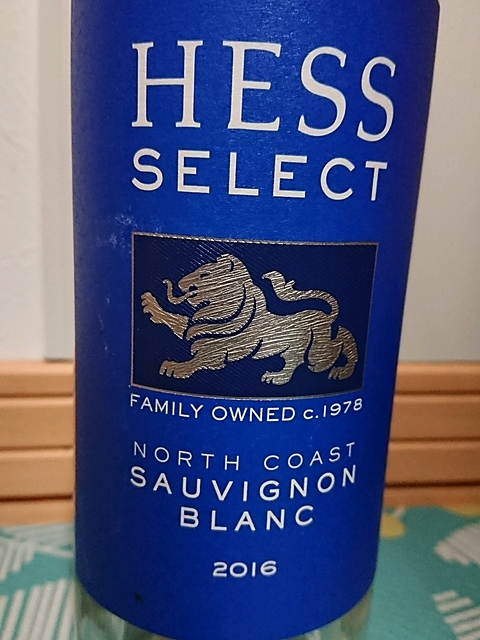 HESS
SELECT
FAMILY OWNED c.1978
NORTH COAST
SAUVIGNON
BLANC
2016